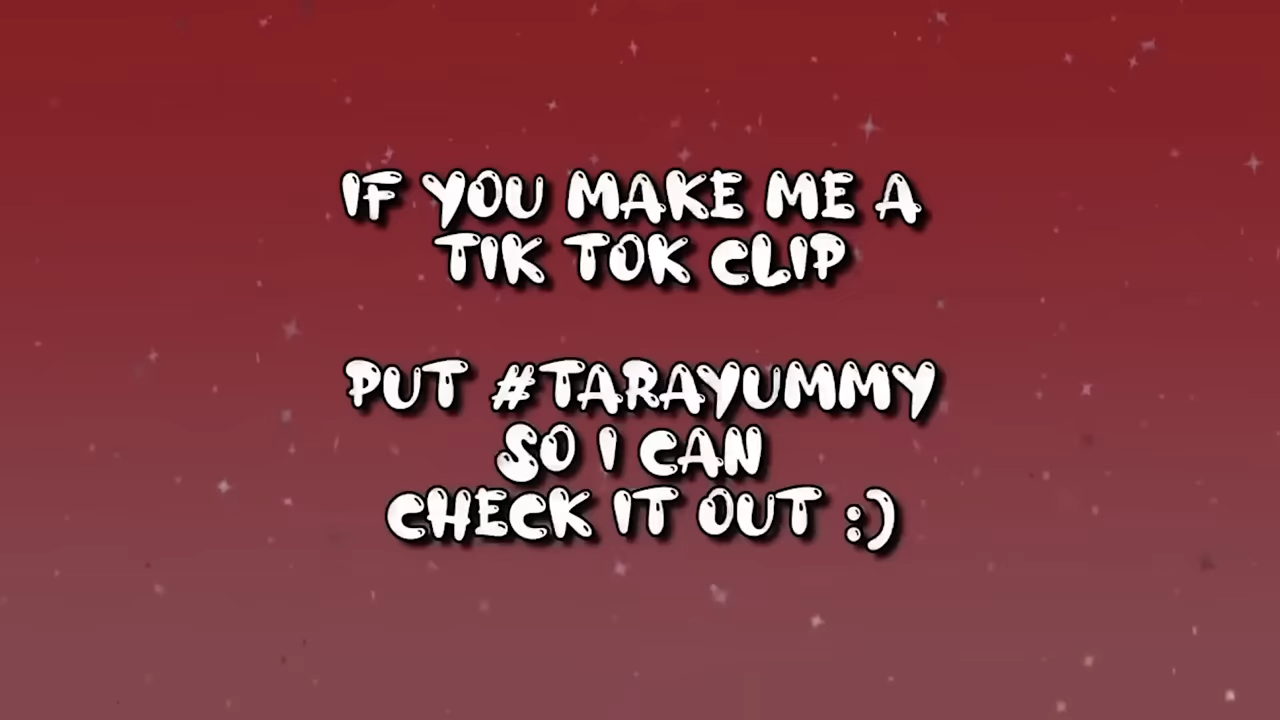 IF YOU MAKE ME A
TIK TOK CLIP
PUT #TARAYUMMY
SO I CAN
CHECK IT OUT :)